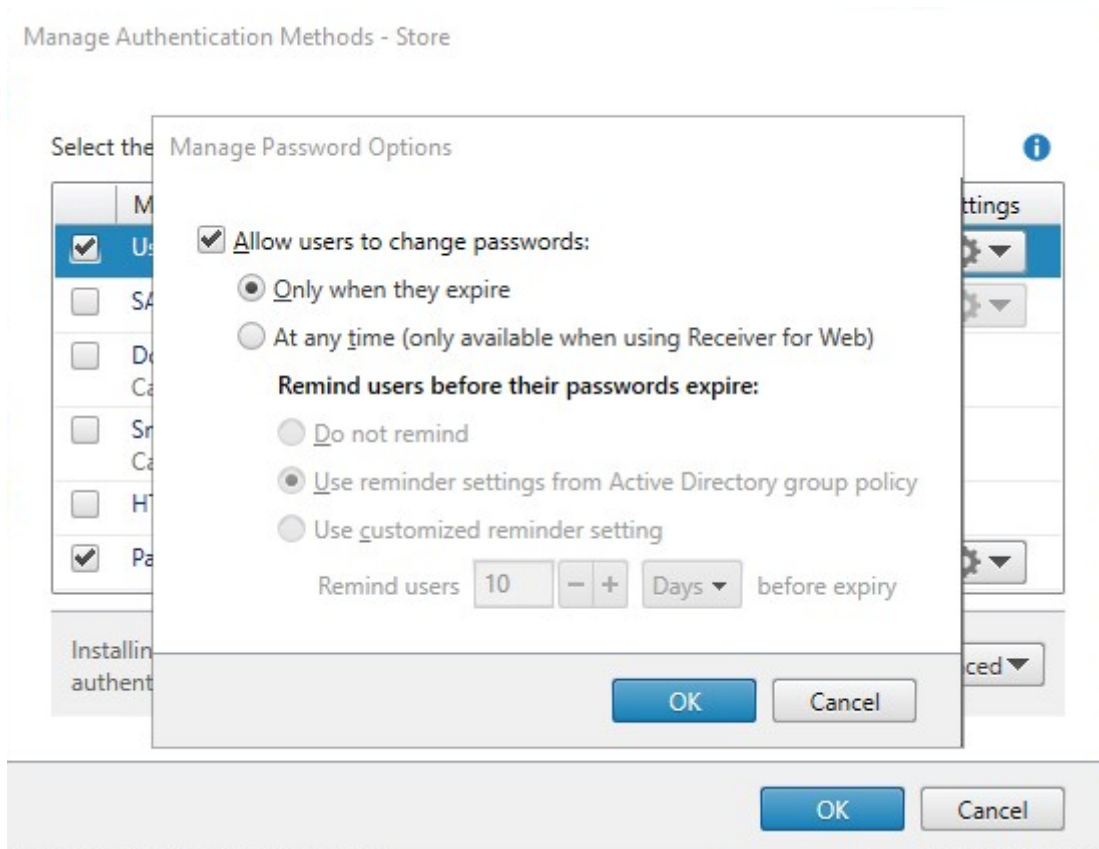 Manage Authentication Methods - Store
Select the
Manage Password Options
M
ttings
Allow users to change passwords:
Us
Only when they expire
SA
At any time (only available when using Receiver for Web)
Do
Remind users before their passwords expire:
Ca
Do not remind
Sr
Ca
Use reminder settings from Active Directory group policy
HT
Use customized reminder setting
Pa
Remind users 10 − + Days before expiry
Installin
authent
ced
OK Cancel
OK Cancel